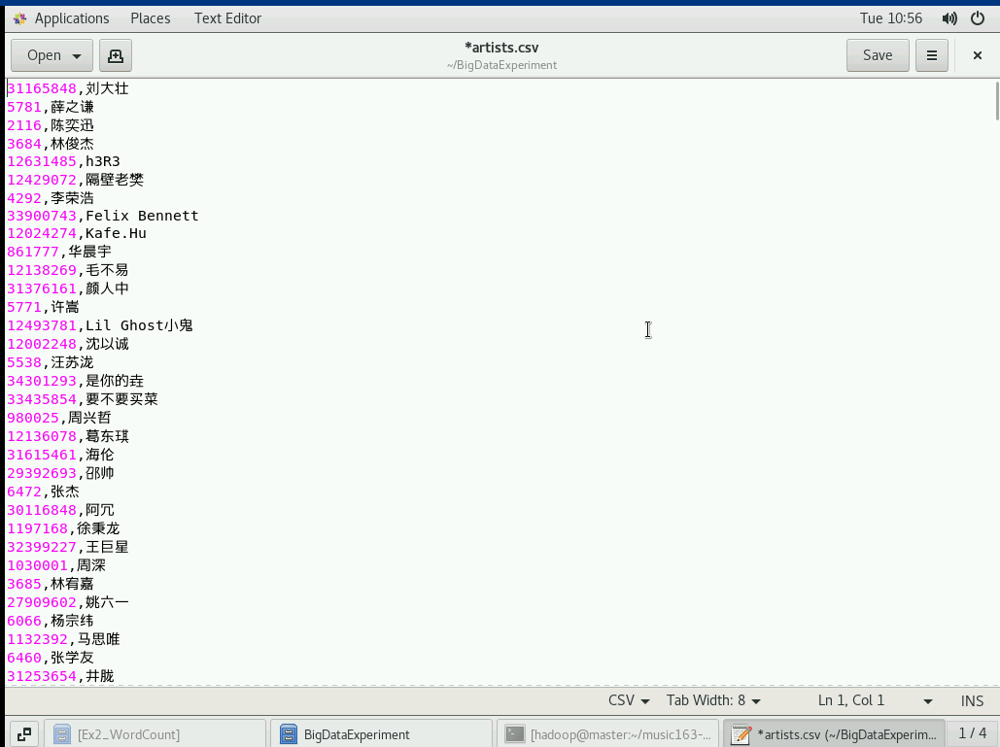 Applications Places Text Editor Tue 10:56
Open *artists.csv Save
~/BigDataExperiment
31165848,刘大壮
5781,薛之谦
2116,陈奕迅
3684,林俊杰
12631485,h3R3
12429072,隔壁老樊
4292,李荣浩
33900743,Felix Bennett
12024274,Kafe.Hu
861777,华晨宇
12138269,毛不易
31376161,颜人中
5771,许嵩
12493781,Lil Ghost小鬼
12002248,沈以诚
5538,汪苏泷
34301293,是你的垚
33435854,要不要买菜
980025,周兴哲
12136078,葛东琪
31615461,海伦
29392693,邵帅
6472,张杰
30116848,阿冗
1197168,徐秉龙
32399227,王巨星
1030001,周深
3685,林宥嘉
27909602,姚六一
6066,杨宗纬
1132392,马思唯
6460,张学友
31253654,井胧
CSV Tab Width: 8 Ln 1, Col 1 INS
[Ex2_WordCount] BigDataExperiment [hadoop@master:~/music163-... *artists.csv (~/BigDataExperim... 1 / 4